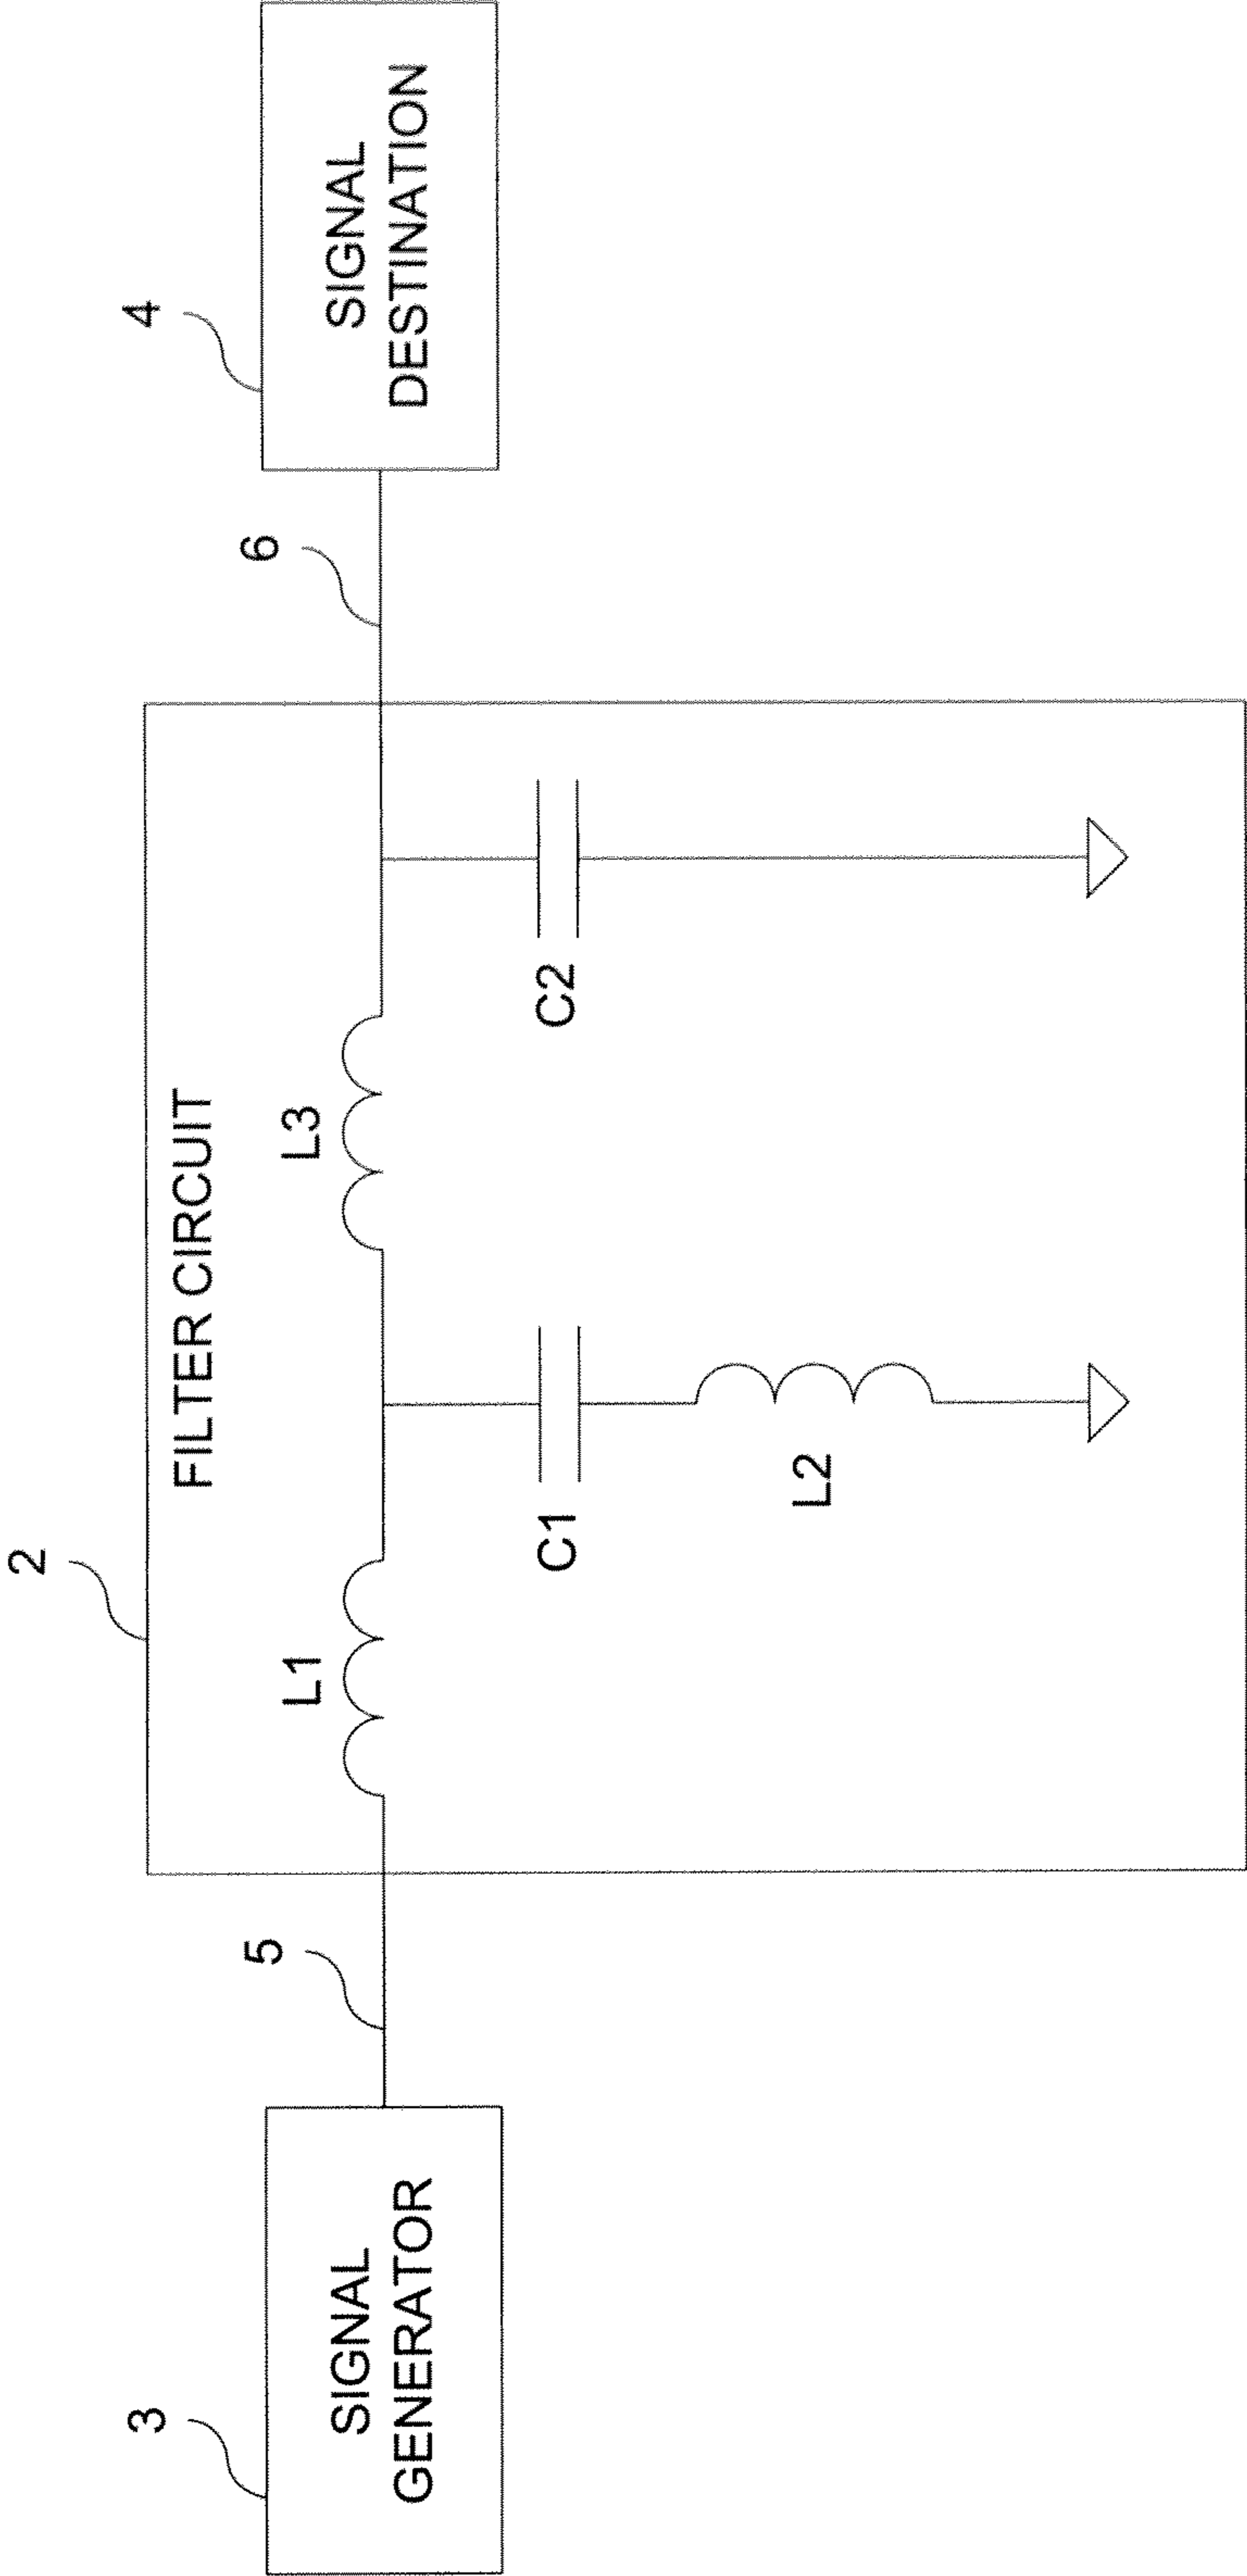 2
FILTER CIRCUIT
3
5
6
4
L1
L3
SIGNAL
GENERATOR
SIGNAL
DESTINATION
C1
C2
L2